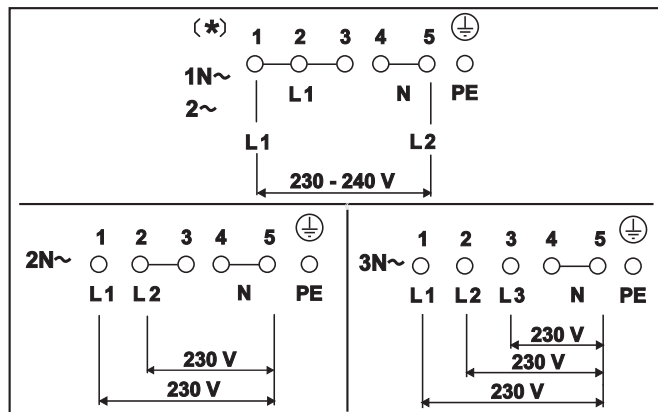 (*) 1 2 3 4 5
1N~ L1 N PE
2~
L1 L2
230 - 240 V
1 2 3 4 5
2N~
L1 L2 N PE
230 V
230 V
1 2 3 4 5
3N~
L1 L2 L3 N PE
230 V
230 V
230 V